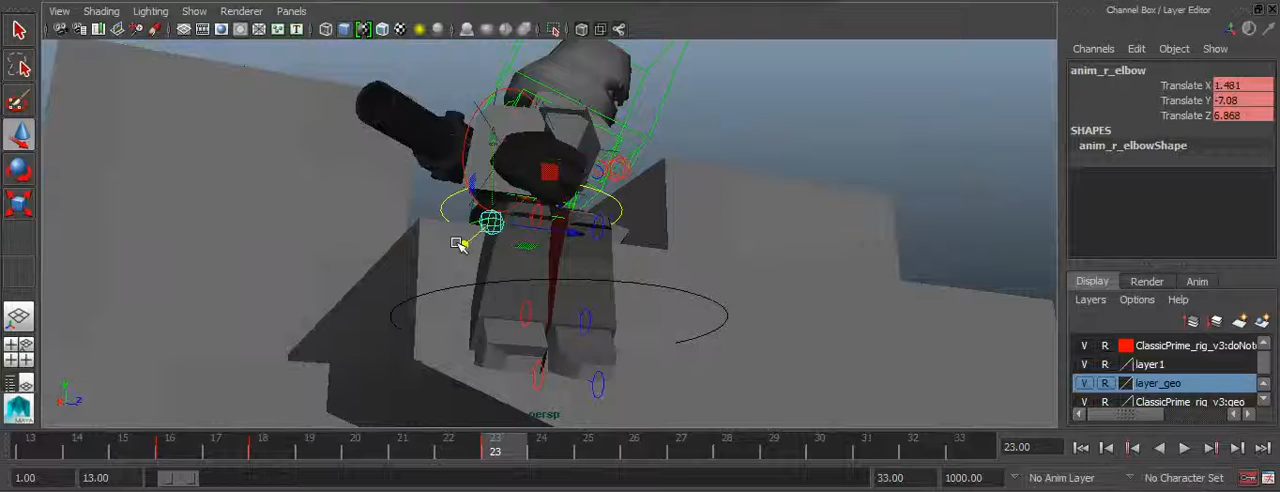 View Shading Lighting Show Renderer Panels
Channel Box / Layer Editor
Channels Edit Object Show
anim_r_elbow
Translate X 1.481
Translate Y -7.08
Translate Z 6.868
SHAPES
anim_r_elbowShape
Display Render Anim
Layers Options Help
V R ClassicPrime_rig_v3:doNot
V R layer1
V R layer_geo
V R ClassicPrime_rig_v3:geo
persp
MAYA
13 14 15 16 17 18 19 20 21 22 23 24 25 26 27 28 29 30 31 32 33
23
23.00
1.00 13.00 33.00 1000.00 No Anim Layer No Character Set